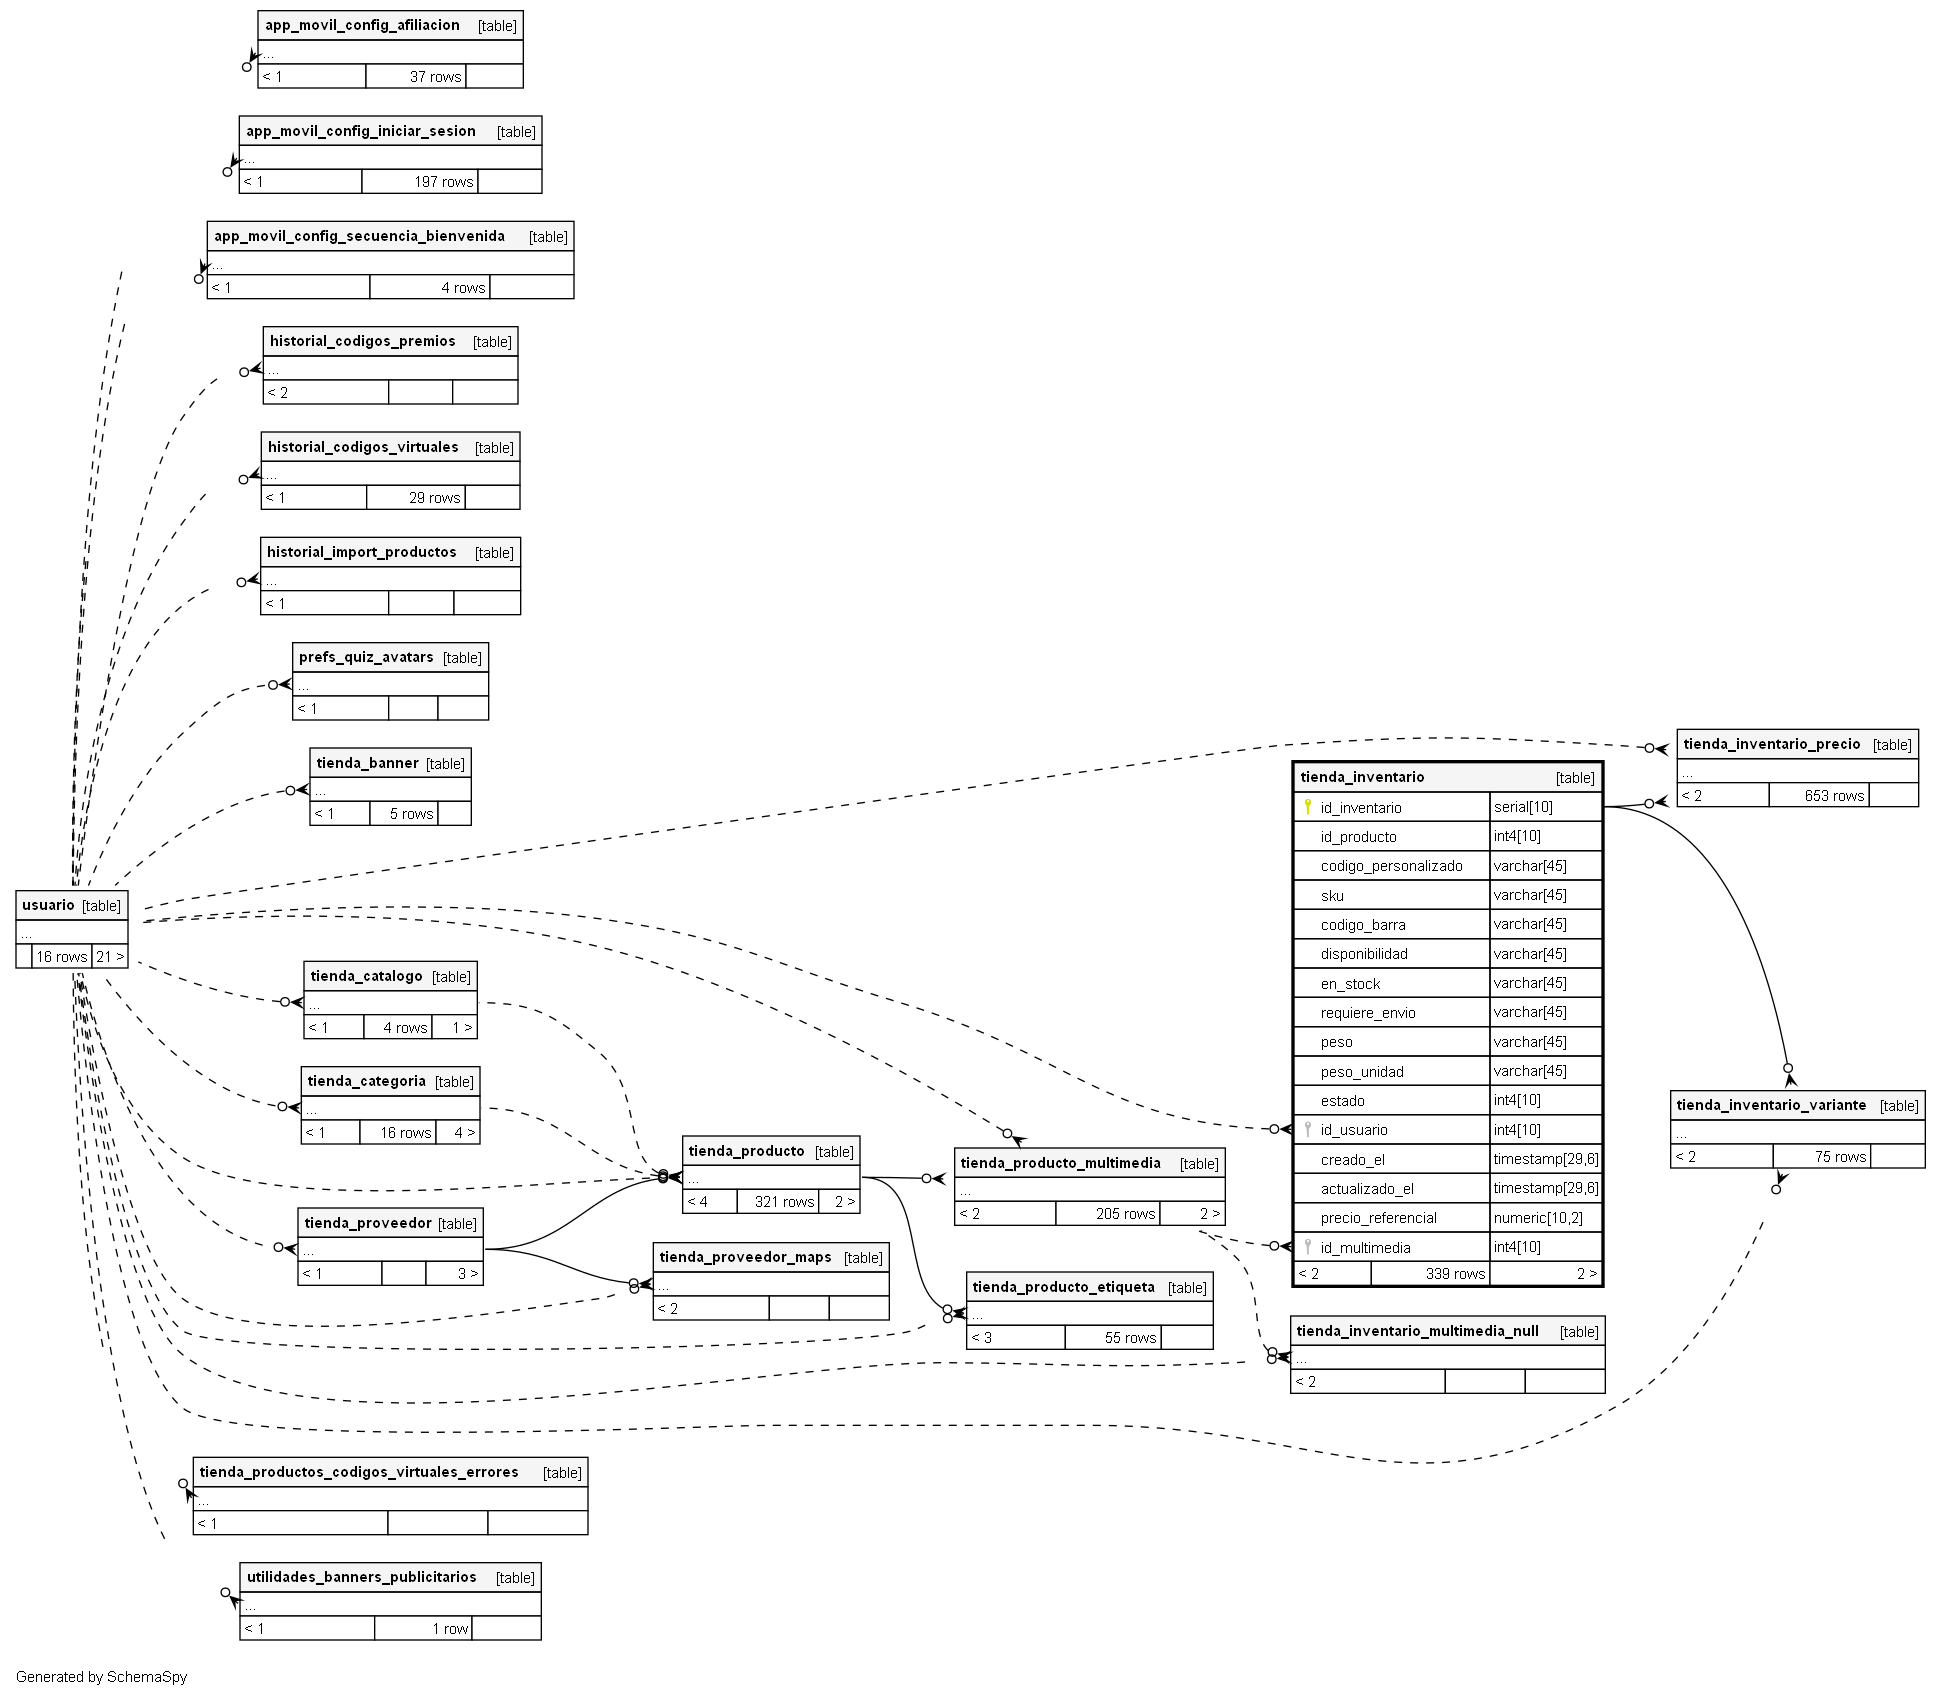 app_movil_config_afiliacion [table]
...
< 1 37 rows
app_movil_config_iniciar_sesion [table]
...
< 1 197 rows
app_movil_config_secuencia_bienvenida [table]
...
< 1 4 rows
historial_codigos_premios [table]
...
< 2
historial_codigos_virtuales [table]
...
< 1 29 rows
historial_import_productos [table]
...
< 1
prefs_quiz_avatars [table]
...
< 1
tienda_banner [table]
...
< 1 5 rows
usuario [table]
...
16 rows 21 >
tienda_catalogo [table]
...
< 1 4 rows 1 >
tienda_categoria [table]
...
< 1 16 rows 4 >
tienda_proveedor [table]
...
< 1 3 >
tienda_producto [table]
...
< 4 321 rows 2 >
tienda_proveedor_maps [table]
...
< 2
tienda_producto_multimedia [table]
...
< 2 205 rows 2 >
tienda_producto_etiqueta [table]
...
< 3 55 rows
tienda_inventario [table]
id_inventario serial[10]
id_producto int4[10]
codigo_personalizado varchar[45]
sku varchar[45]
codigo_barra varchar[45]
disponibilidad varchar[45]
en_stock varchar[45]
requiere_envio varchar[45]
peso varchar[45]
peso_unidad varchar[45]
estado int4[10]
id_usuario int4[10]
creado_el timestamp[29,6]
actualizado_el timestamp[29,6]
precio_referencial numeric[10,2]
id_multimedia int4[10]
< 2 339 rows 2 >
tienda_inventario_multimedia_null [table]
...
< 2
tienda_inventario_precio [table]
...
< 2 653 rows
tienda_inventario_variante [table]
...
< 2 75 rows
tienda_productos_codigos_virtuales_errores [table]
...
< 1
utilidades_banners_publicitarios [table]
...
< 1 1 row
Generated by SchemaSpy